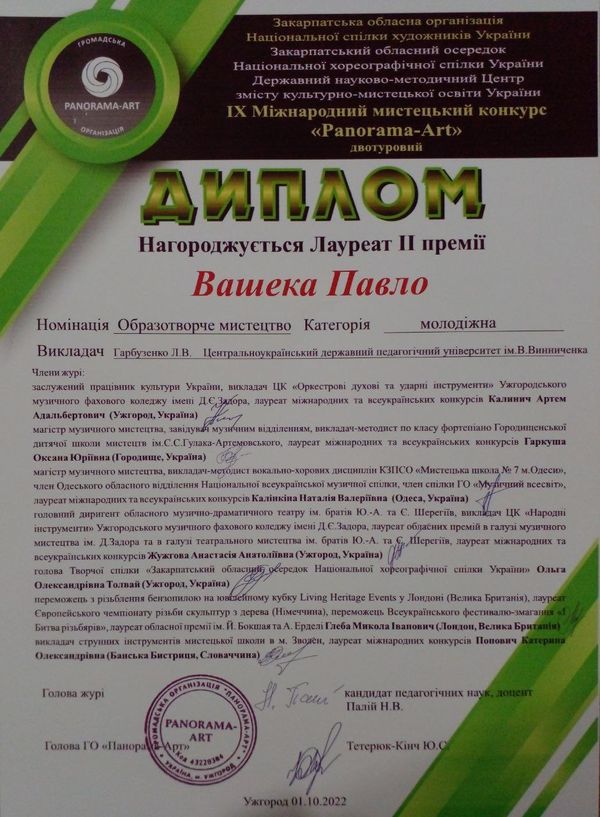 Закарпатська обласна організація
Національної спілки художників України
Закарпатський обласний осередок
Національної хореографічної спілки України
Державний науково-методичний Центр
змісту культурно-мистецької освіти України
IX Міжнародний мистецький конкурс
«Panorama-Art»
двотуровий
ГРОМАДСЬКА
PANORAMA-ART
ОРГАНІЗАЦІЯ
ДИПЛОМ
Нагороджується Лауреат II премії
Вашека Павло
Номінація Образотворче мистецтво Категорія молодіжна
Викладач Гарбузенко Л.В. Центральноукраїнський державний педагогічний університет ім.В.Винниченка
Члени журі:
заслужений працівник культури України, викладач ЦК «Оркестрові духові та ударні інструменти» Ужгородського
музичного фахового коледжу імені Д.Є.Задора, лауреат міжнародних та всеукраїнських конкурсів Калинич Артем
Адальбертович (Ужгород, Україна)
магістр музичного мистецтва, завідувач музичним відділенням, викладач-методист по класу фортепіано Городищенської
дитячої школи мистецтв ім.С.С.Гулака-Артемовського, лауреат міжнародних та всеукраїнських конкурсів Гаркуша
Оксана Юріївна (Городище, Україна)
магістр музичного мистецтва, викладач-методист вокально-хорових дисциплін КЗПСО «Мистецька школа № 7 м.Одеси»,
член Одеського обласного відділення Національної всеукраїнської музичної спілки, член спілки ГО «Музичний всесвіт»,
лауреат міжнародних та всеукраїнських конкурсів Калінкіна Наталія Валеріївна (Одеса, Україна)
головний диригент обласного музично-драматичного театру ім. братів Ю.-А. та Є. Шерегіїв, викладач ЦК «Народні
інструменти» Ужгородського музичного фахового коледжу імені Д.Є.Задора, лауреат обласних премій в галузі музичного
мистецтва ім. Д.Задора та в галузі театрального мистецтва ім. братів Ю.-А. та Є. Шерегіїв, лауреат міжнародних та
всеукраїнських конкурсів Жужгова Анастасія Анатоліївна (Ужгород, Україна)
голова Творчої спілки «Закарпатський обласний осередок Національної хореографічної спілки України» Ольга
Олександрівна Толвай (Ужгород, Україна)
переможець з різьблення бензопилою на ювілейному кубку Living Heritage Events у Лондоні (Велика Британія), лауреат
Європейського чемпіонату різьби скульптур з дерева (Німеччина), переможець Всеукраїнського фестивалю-змагання «І
Битва різьбярів», лауреат обласної премії ім. Й. Бокшая та А. Ерделі Глеба Микола Іванович (Лондон, Велика Британія)
викладач струнних інструментів мистецької школи в м. Зволен, лауреат міжнародних конкурсів Попович Катерина
Олександрівна (Банська Бистриця, Словаччина)
Голова журі
кандидат педагогічних наук, доцент
Палій Н.В.
ГРОМАДСЬКА ОРГАНІЗАЦІЯ "ПАНОРАМА-АРТ"
PANORAMA-
ART
Код 43220384
УКРАЇНА, м. УЖГОРОД
Голова ГО «Панорама-Арт»
Тетерюк-Кінч Ю.С.
Ужгород 01.10.2022